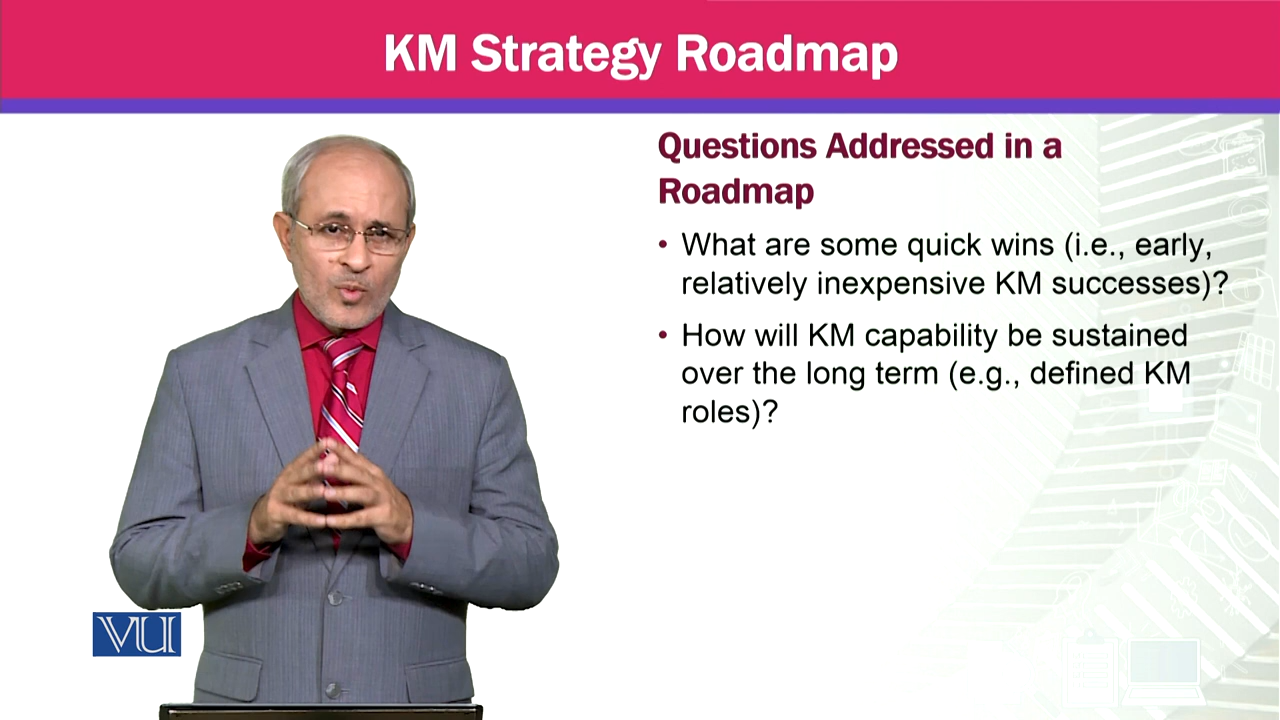 KM Strategy Roadmap
Questions Addressed in a
Roadmap
• What are some quick wins (i.e., early,
relatively inexpensive KM successes)?
• How will KM capability be sustained
over the long term (e.g., defined KM
roles)?
VU